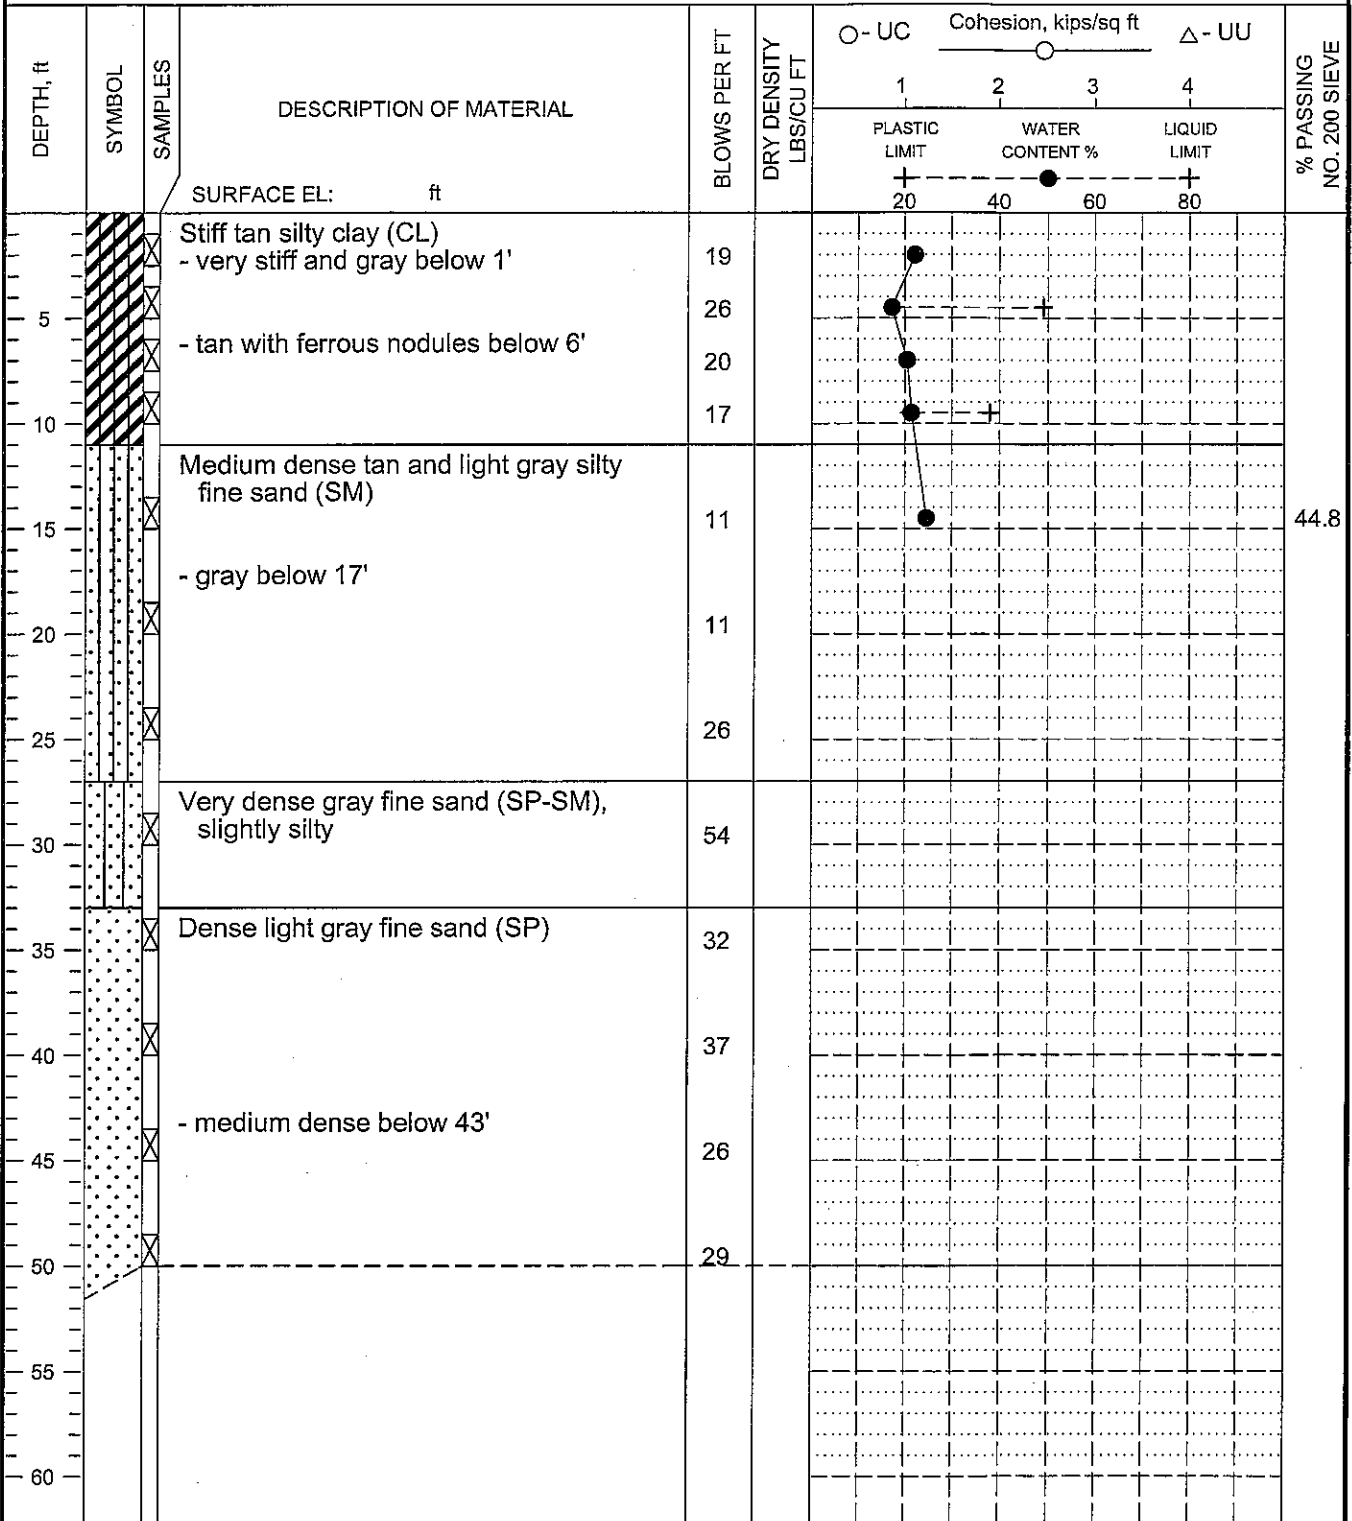 DEPTH, ft
SYMBOL
SAMPLES
DESCRIPTION OF MATERIAL
SURFACE EL: ft
BLOWS PER FT
DRY DENSITY
LBS/CU FT
- UC Cohesion, kips/sq ft - UU
1 2 3 4
PLASTIC WATER LIQUID
LIMIT CONTENT % LIMIT
20 40 60 80
% PASSING
NO. 200 SIEVE
Stiff tan silty clay (CL)
- very stiff and gray below 1' 19
26
5
- tan with ferrous nodules below 6' 20
17
10
Medium dense tan and light gray silty
fine sand (SM)
11 44.8
15
- gray below 17'
11
20
26
25
Very dense gray fine sand (SP-SM),
slightly silty 54
30
Dense light gray fine sand (SP) 32
35
37
40
- medium dense below 43'
26
45
29
50
55
60